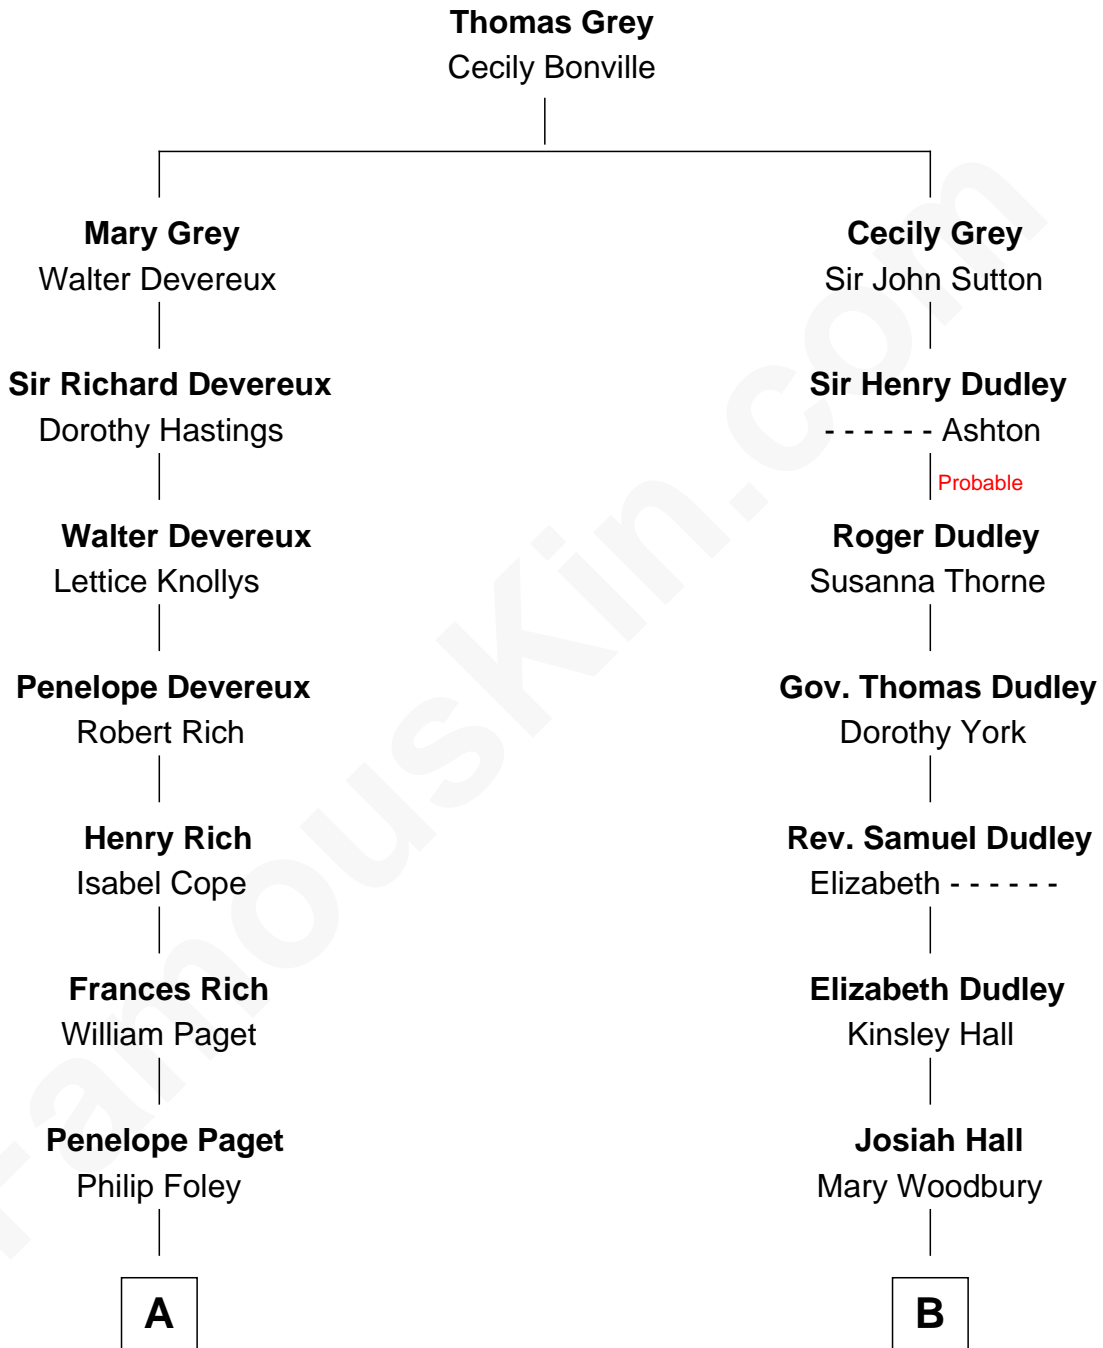 Thomas Grey
Cecily Bonville
Mary Grey
Walter Devereux
Cecily Grey
Sir John Sutton
Sir Richard Devereux
Dorothy Hastings
Sir Henry Dudley
- - - - - - Ashton
Probable
Walter Devereux
Lettice Knollys
Roger Dudley
Susanna Thorne
Penelope Devereux
Robert Rich
Gov. Thomas Dudley
Dorothy York
Henry Rich
Isabel Cope
Rev. Samuel Dudley
Elizabeth - - - - - -
Frances Rich
William Paget
Elizabeth Dudley
Kinsley Hall
Penelope Paget
Philip Foley
Josiah Hall
Mary Woodbury
A
B
FamousKin.com